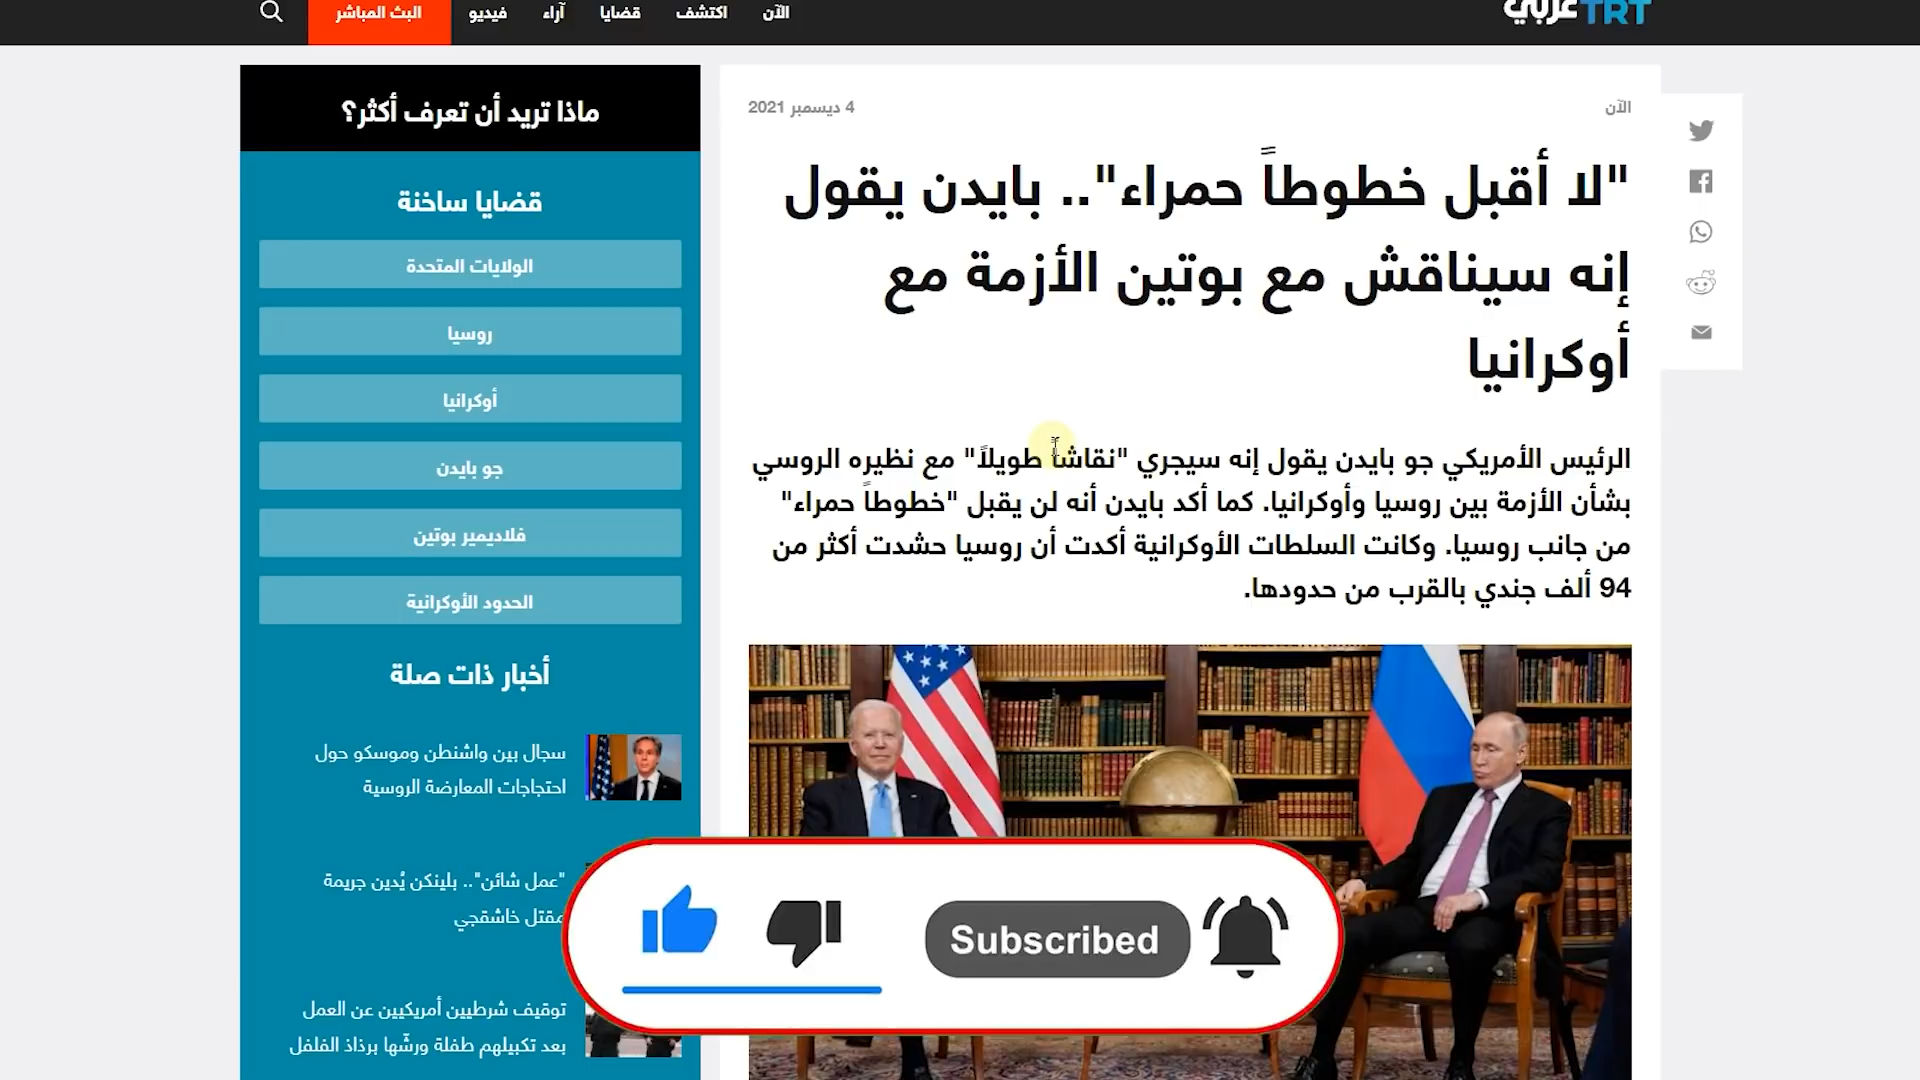 TRT عربي
الآن
اكتشف
قضايا
آراء
فيديو
البث المباشر
الآن
4 ديسمبر 2021
"لا أقبل خطوطاً حمراء".. بايدن يقول
إنه سيناقش مع بوتين الأزمة مع
أوكرانيا
الرئيس الأمريكي جو بايدن يقول إنه سيجري "نقاشاً طويلاً" مع نظيره الروسي
بشأن الأزمة بين روسيا وأوكرانيا. كما أكد بايدن أنه لن يقبل "خطوطاً حمراء"
من جانب روسيا. وكانت السلطات الأوكرانية أكدت أن روسيا حشدت أكثر من
94 ألف جندي بالقرب من حدودها.
ماذا تريد أن تعرف أكثر؟
قضايا ساخنة
الولايات المتحدة
روسيا
أوكرانيا
جو بايدن
فلاديمير بوتين
الحدود الأوكرانية
أخبار ذات صلة
سجال بين واشنطن وموسكو حول
احتجاجات المعارضة الروسية
"عمل شائن".. بلينكن يُدين جريمة
مقتل خاشقجي
توقيف شرطيين أمريكيين عن العمل
بعد تكبيلهم طفلة ورشّها برذاذ الفلفل
Subscribed